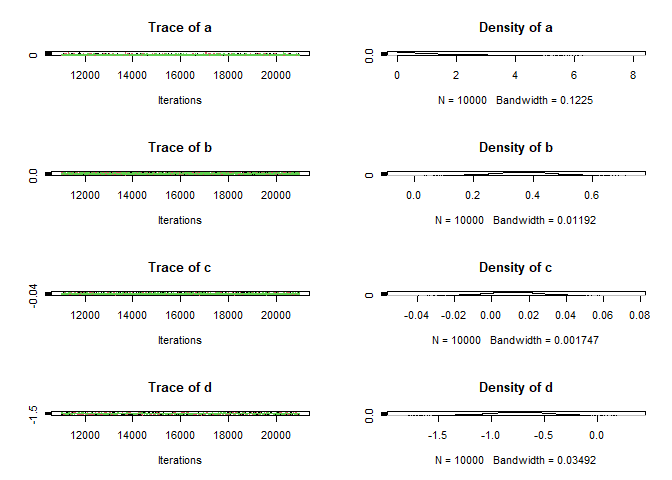 Trace of a
Density of a
0
0.0
12000 14000 16000 18000 20000
0 2 4 6 8
Iterations
N = 10000 Bandwidth = 0.1225
Trace of b
Density of b
0.0
0
12000 14000 16000 18000 20000
0.0 0.2 0.4 0.6
Iterations
N = 10000 Bandwidth = 0.01192
Trace of c
Density of c
-0.04
0
12000 14000 16000 18000 20000
-0.04 -0.02 0.00 0.02 0.04 0.06 0.08
Iterations
N = 10000 Bandwidth = 0.001747
Trace of d
Density of d
-1.5
0.0
12000 14000 16000 18000 20000
-1.5 -1.0 -0.5 0.0
Iterations
N = 10000 Bandwidth = 0.03492